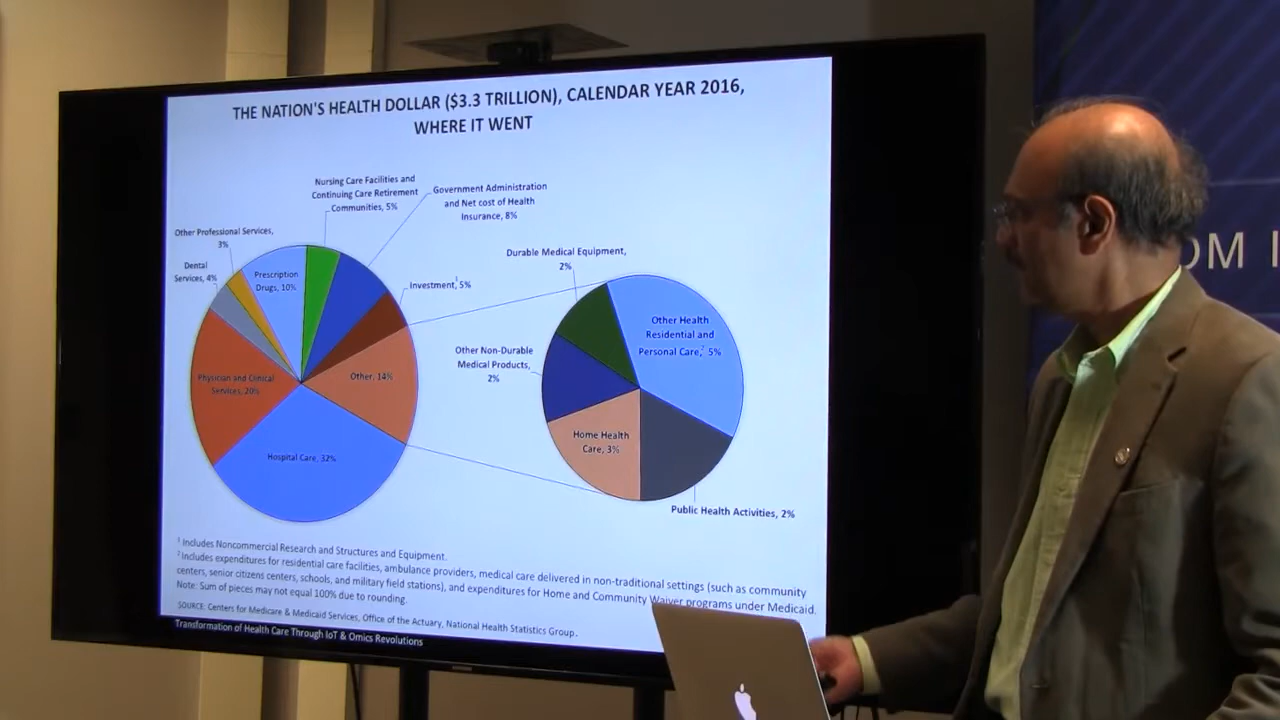 THE NATION'S HEALTH DOLLAR ($3.3 TRILLION), CALENDAR YEAR 2016,
WHERE IT WENT
Nursing Care Facilities and
Continuing Care Retirement
Communities, 5%
Government Administration
and Net cost of Health
Insurance, 8%
Other Professional Services,
3%
Dental
Services, 4%
Prescription
Drugs, 10%
Investment,¹ 5%
Physician and Clinical
Services, 20%
Other, 14%
Hospital Care, 32%
Durable Medical Equipment,
2%
Other Health
Residential and
Personal Care,² 5%
Other Non-Durable
Medical Products,
2%
Home Health
Care, 3%
Public Health Activities, 2%
¹ Includes Noncommercial Research and Structures and Equipment.
² Includes expenditures for residential care facilities, ambulance providers, medical care delivered in non-traditional settings (such as community
centers, senior citizens centers, schools, and military field stations), and expenditures for Home and Community Waiver programs under Medicaid.
Note: Sum of pieces may not equal 100% due to rounding.
SOURCE: Centers for Medicare & Medicaid Services, Office of the Actuary, National Health Statistics Group.
Transformation of Health Care Through IoT & Omics Revolutions
OM I